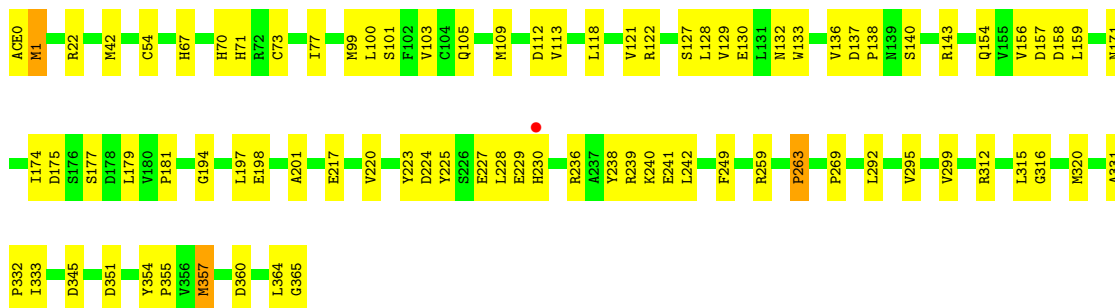 ACE0 M1 R22 M42 C54 H67 H70 H71 R72 C73 I77 M99 L100 S101 F102 V103 C104 Q105 M109 D112 V113 L118 V121 R122 S127 L128 V129 E130 L131 N132 W133 V136 D137 P138 N139 S140 R143 Q154 V155 V156 D157 D158 L159
I174 D175 S176 S177 D178 L179 V180 P181 G194 L197 E198 A201 E217 V220 Y223 D224 Y225 S226 E227 L228 E229 H230 R236 A237 Y238 R239 K240 E241 L242 F249 R259 P263 P269 L292 V295 V299 R312 L315 G316 M320 A331
P332 I333 D345 D351 Y354 P355 V356 M357 D360 L364 G365